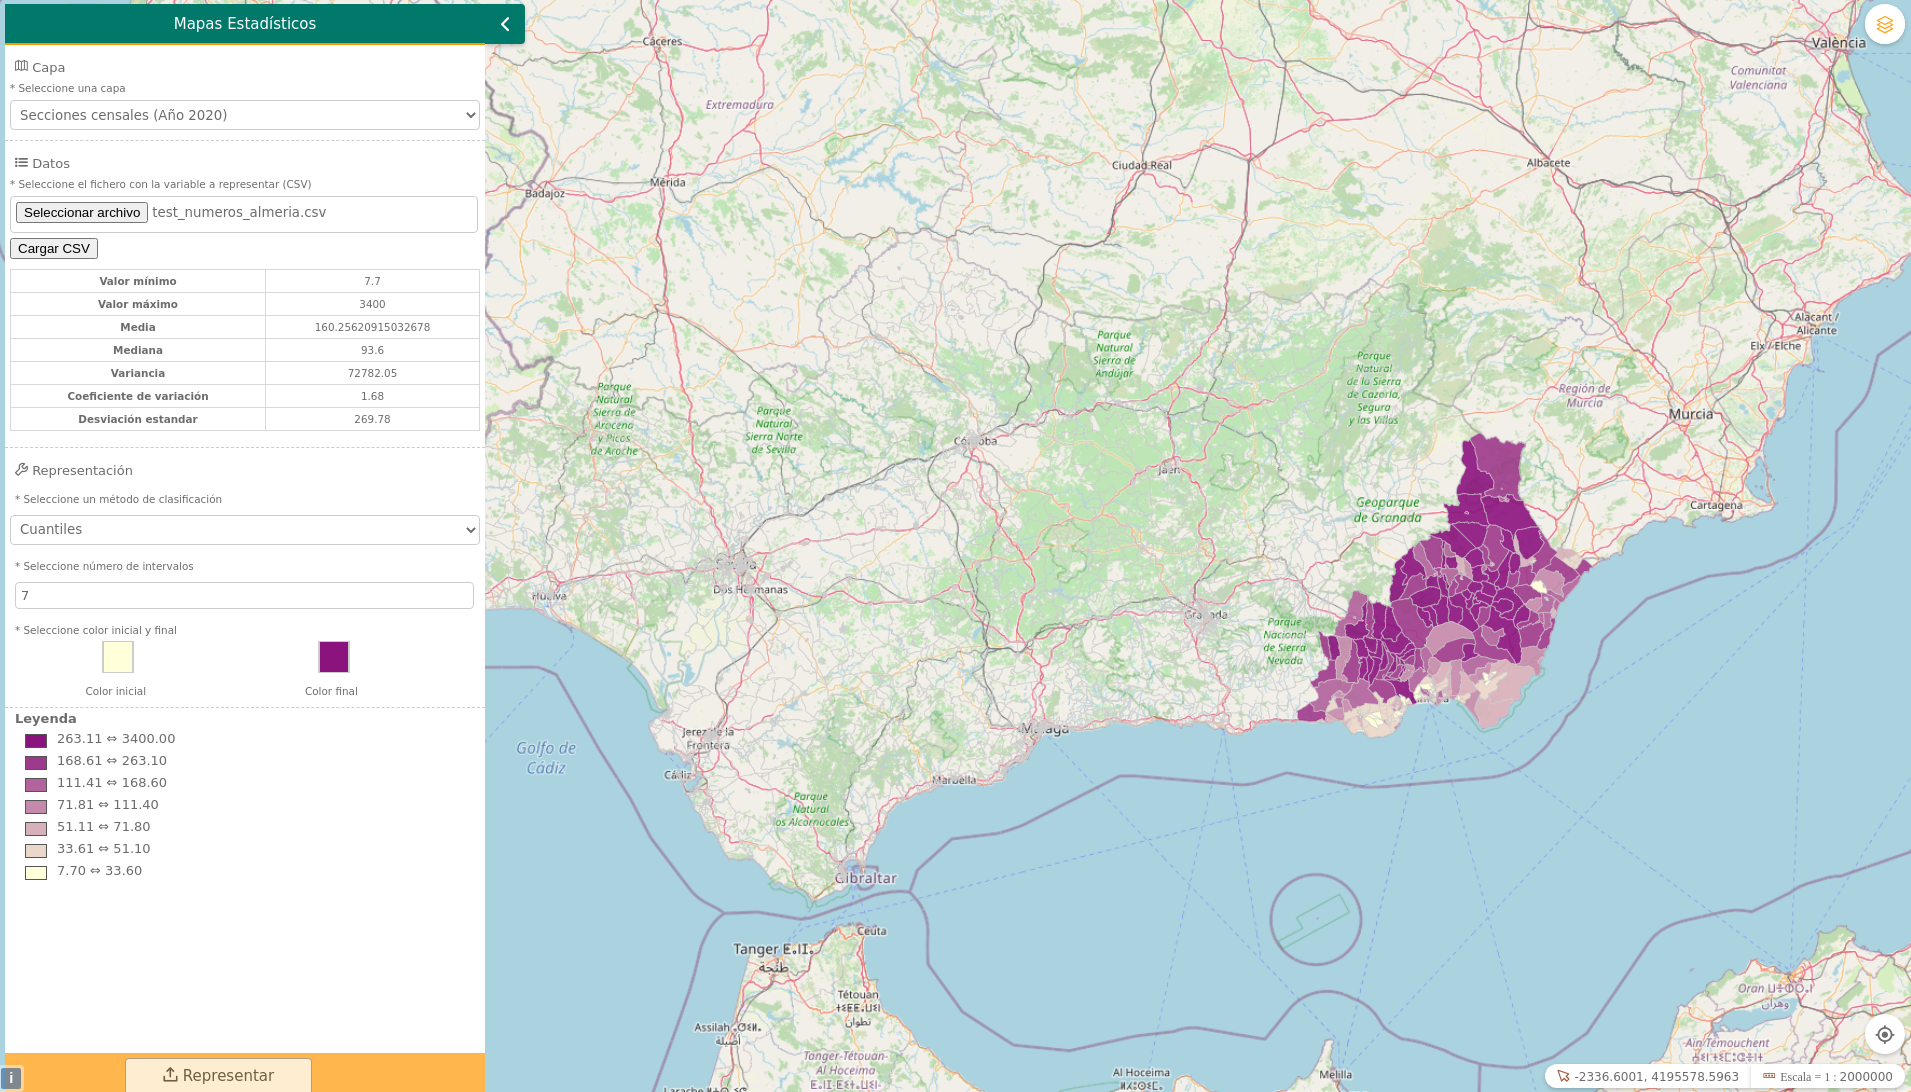 Mapas Estadísticos
Capa
* Seleccione una capa
Secciones censales (Año 2020)
Datos
* Seleccione el fichero con la variable a representar (CSV)
Seleccionar archivo test_numeros_almeria.csv
Cargar CSV
Valor mínimo 7.7
Valor máximo 3400
Media 160.25620915032678
Mediana 93.6
Variancia 72782.05
Coeficiente de variación 1.68
Desviación estandar 269.78
Representación
* Seleccione un método de clasificación
Cuantiles
* Seleccione número de intervalos
7
* Seleccione color inicial y final
Color inicial Color final
Leyenda
263.11 ⇔ 3400.00
168.61 ⇔ 263.10
111.41 ⇔ 168.60
71.81 ⇔ 111.40
51.11 ⇔ 71.80
33.61 ⇔ 51.10
7.70 ⇔ 33.60
i
Representar
Cáceres
València
Comunitat
Valenciana
Extremadura
Ciudad Real
Albacete
Mérida
Badajoz
Alacant /
Alicante
Elx / Elche
Parque
Natural
Sierra de
Andújar
Parque
Natural
de la Sierra
de Cazorla,
Segura
y las Villas
Región de
Murcia
Murcia
Parque
Natural
Sierra de
Aracena
y Picos
de Aroche
Parque
Natural
Sierra Norte
de Sevilla
Córdoba
Jaén
Geoparque
de Granada
Cartagena
Dos Hermanas
Huelva
Granada
Parque
Nacional
de Sierra
Nevada
Málaga
Jerez de la
Frontera
Golfo de
Cádiz
Cádiz
Marbella
Parque
Natural
los Alcornocales
Gibraltar
Ceuta
Tanger ⵟⴰⵏⵊⴰ
طنجة
Tétouan
تطوان
Assilah
أصيلة
Tanger-Tétouan-
Al Hoceima
Al Hoceima
Melilla
Oran
وهران
Aïn Témouchent
-2336.6001, 4195578.5963
Escala = 1 : 2000000